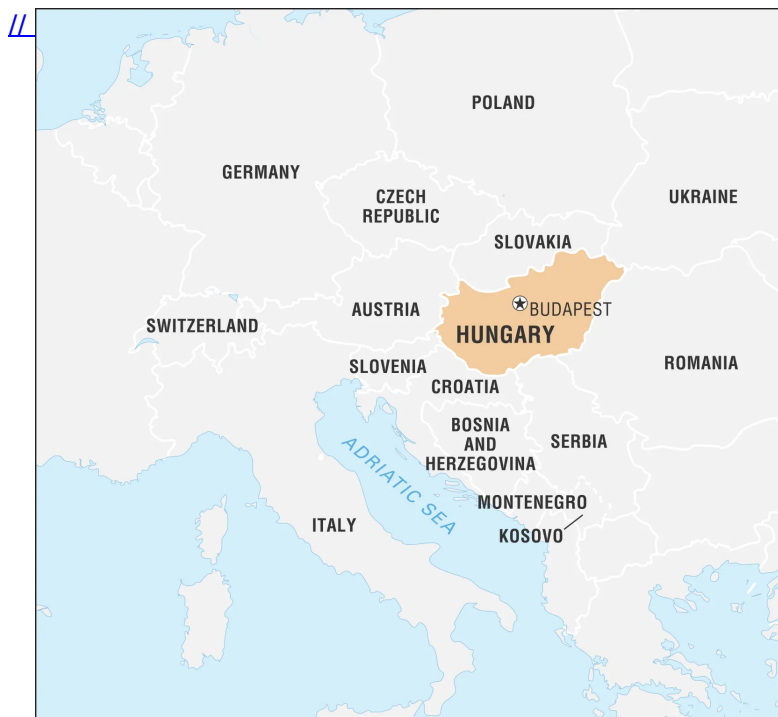 //
POLAND
GERMANY
CZECH
REPUBLIC
UKRAINE
SLOVAKIA
AUSTRIA
BUDAPEST
HUNGARY
SWITZERLAND
SLOVENIA
ROMANIA
CROATIA
BOSNIA
AND
HERZEGOVINA
SERBIA
ADRIATIC SEA
MONTENEGRO
ITALY
KOSOVO